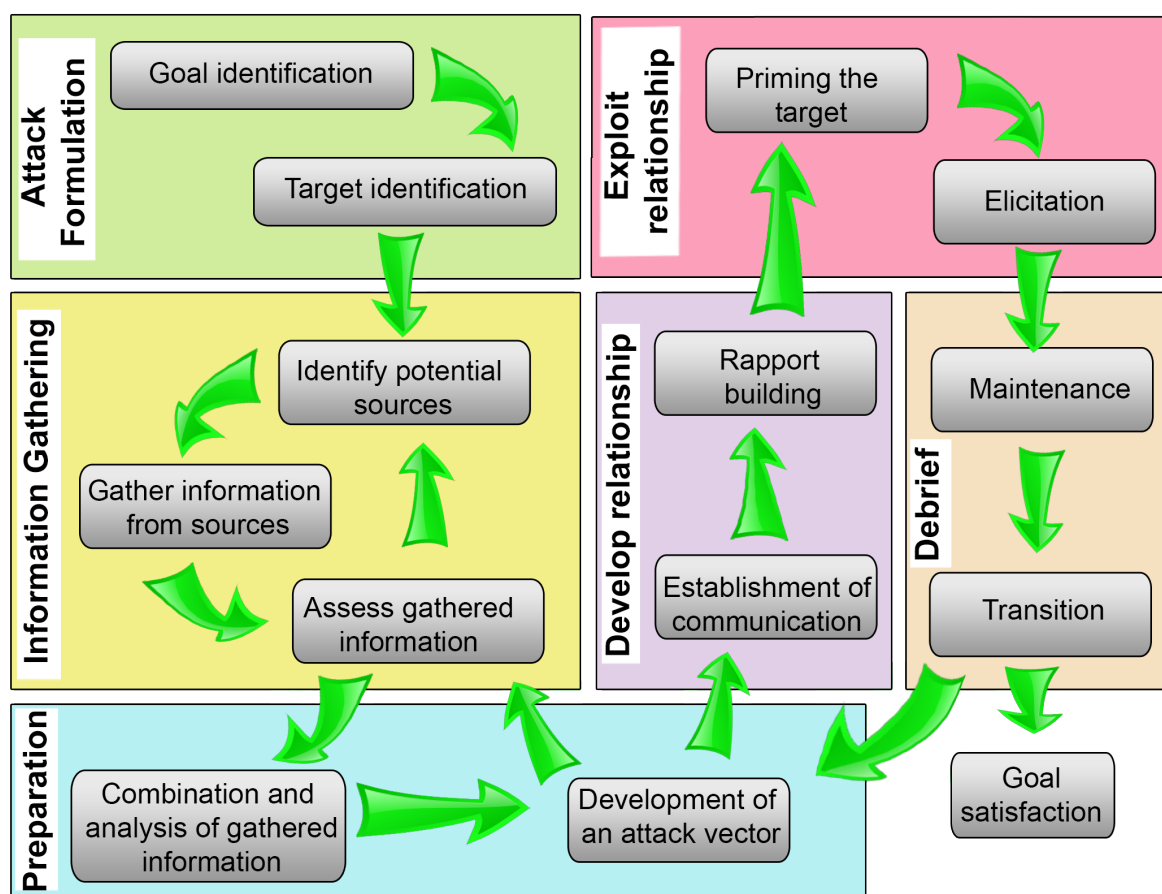 Attack
Formulation
Goal identification
Target identification
Exploit
relationship
Priming the
target
Elicitation
Information Gathering
Identify potential
sources
Gather information
from sources
Assess gathered
information
Develop relationship
Rapport
building
Establishment of
communication
Debrief
Maintenance
Transition
Preparation
Combination and
analysis of gathered
information
Development of
an attack vector
Goal
satisfaction